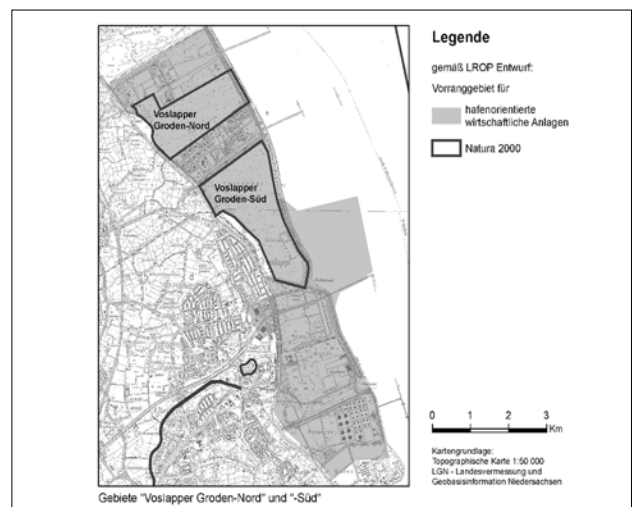 Voslapper
Groden-Nord
Voslapper
Groden-Süd
Legende
gemäß LROP Entwurf:
Vorranggebiet für
hafenorientierte
wirtschaftliche Anlagen
Natura 2000
0 1 2 3
Km
Kartengrundlage:
Topographische Karte 1:50 000
LGN - Landesvermessung und
Geobasisinformation Niedersachsen
Gebiete "Voslapper Groden-Nord" und "-Süd"